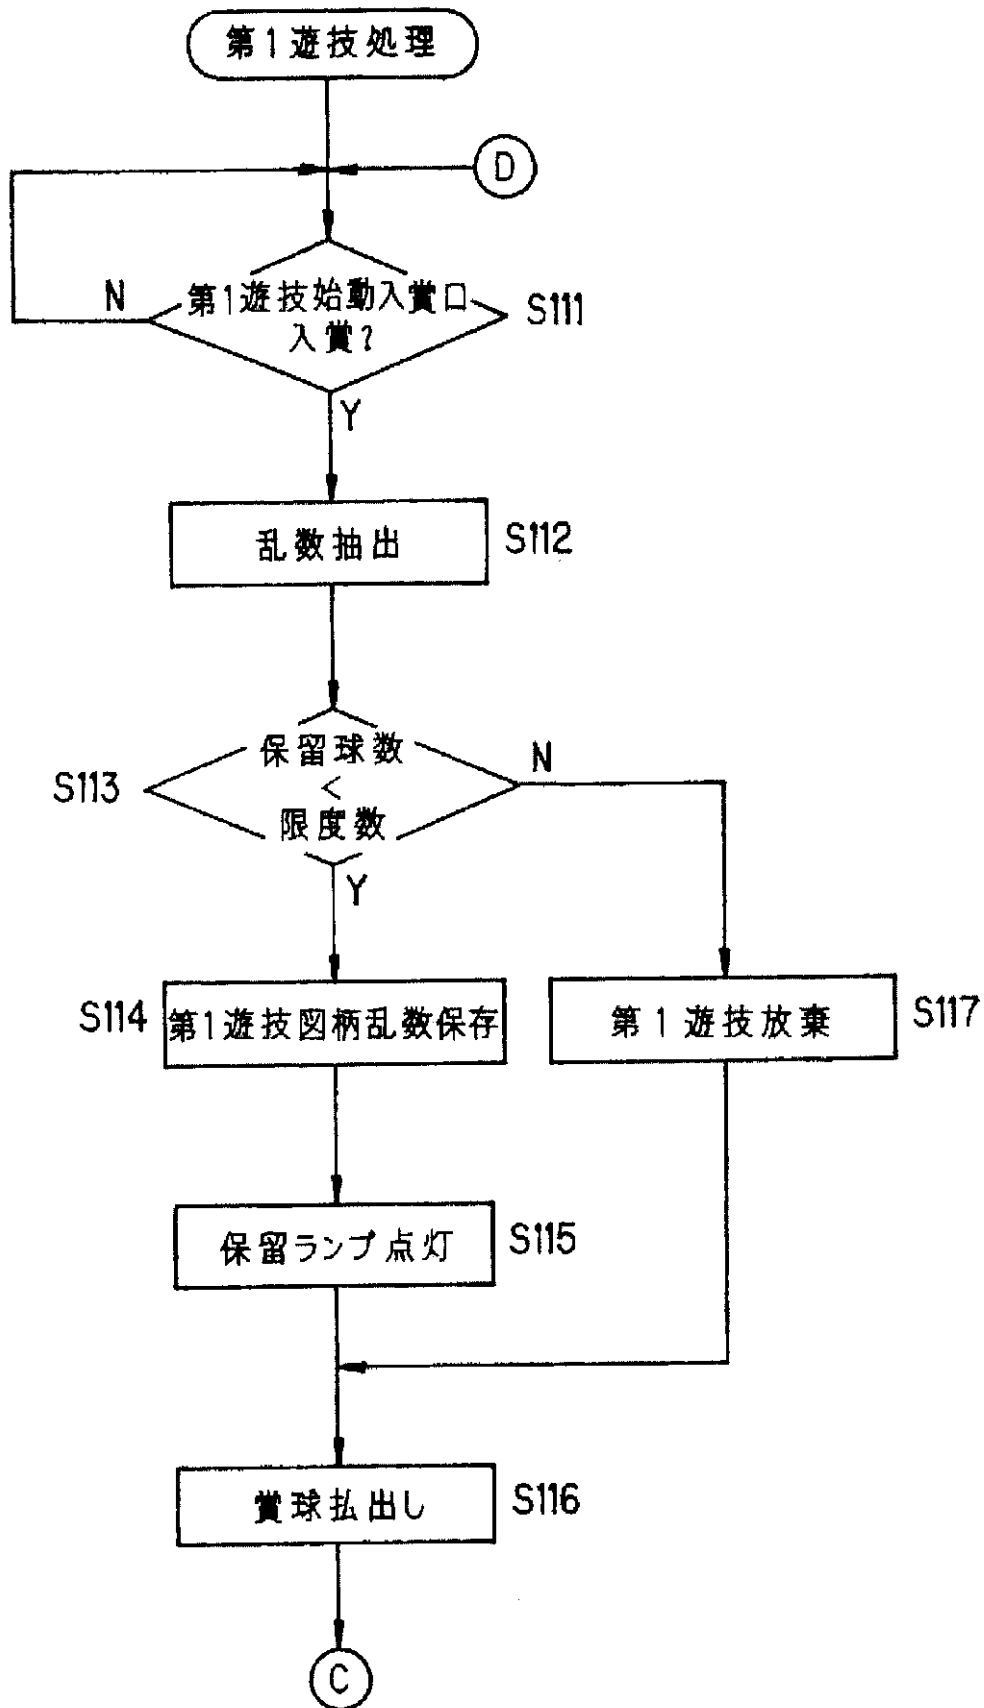 第1遊技処理
D
N
第1遊技始動入賞口
入賞?
S111
Y
乱数抽出
S112
保留球数
<
限度数
S113
N
Y
S114
第1遊技図柄乱数保存
第1遊技放棄
S117
保留ランプ点灯
S115
賞球払出し
S116
C